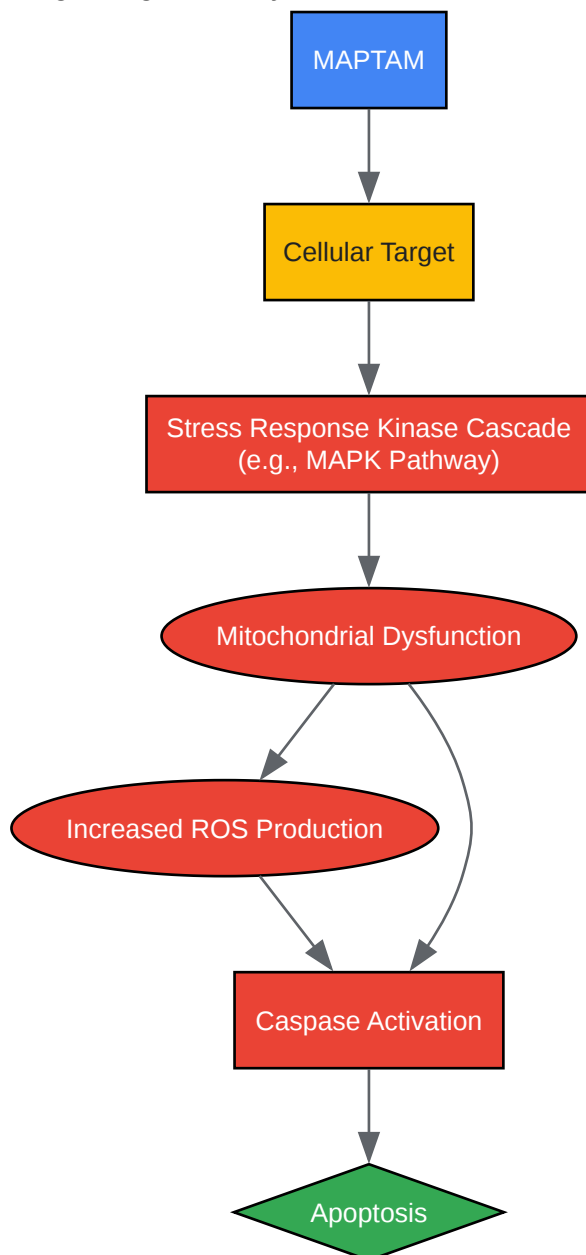 MAPTAM
Cellular Target
Stress Response Kinase Cascade
(e.g., MAPK Pathway)
Mitochondrial Dysfunction
Increased ROS Production
Caspase Activation
Apoptosis